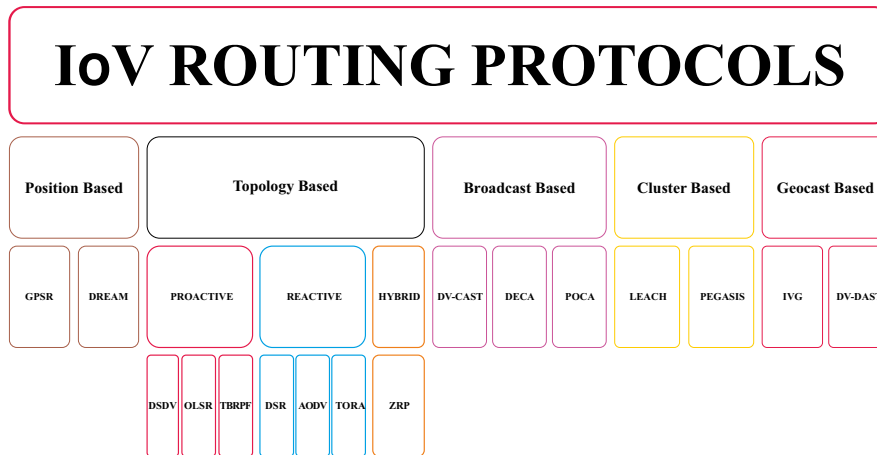 IoV ROUTING PROTOCOLS
Position Based
Topology Based
Broadcast Based
Cluster Based
Geocast Based
GPSR
DREAM
PROACTIVE
REACTIVE
HYBRID
DV-CAST
DECA
POCA
LEACH
PEGASIS
IVG
DSDV
OLSR
TBRPF
DSR
AODV
TORA
ZRP